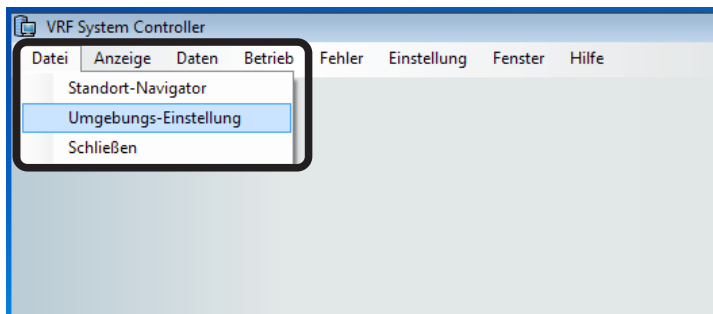 VRF System Controller
Datei Anzeige Daten Betrieb Fehler Einstellung Fenster Hilfe
Standort-Navigator
Umgebungs-Einstellung
Schließen